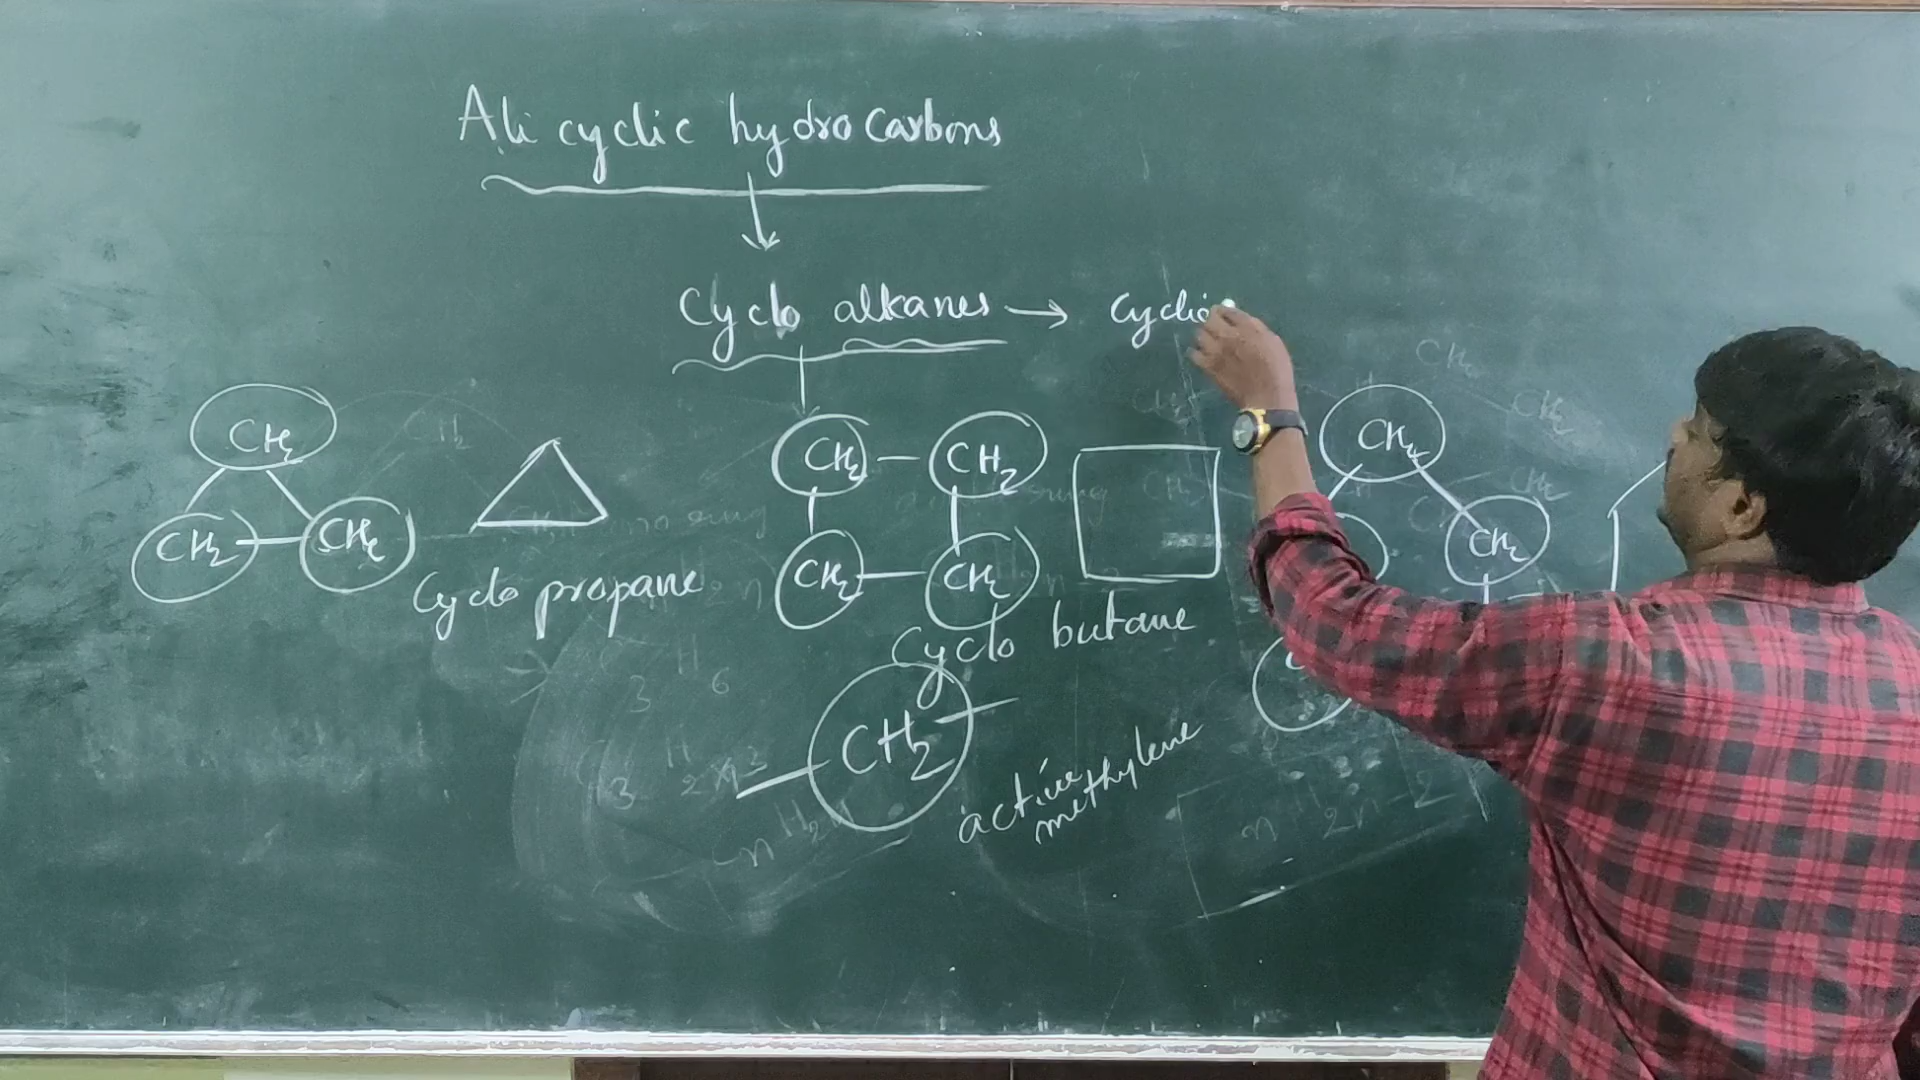 Ali cyclic hydro carbons
Cyclo alkanes → Cyclic
CH2
CH2 CH2
Cyclo propane
CH2 – CH2
CH2 CH2
Cyclo butane
CH2
active
methylene
CH2
CH2